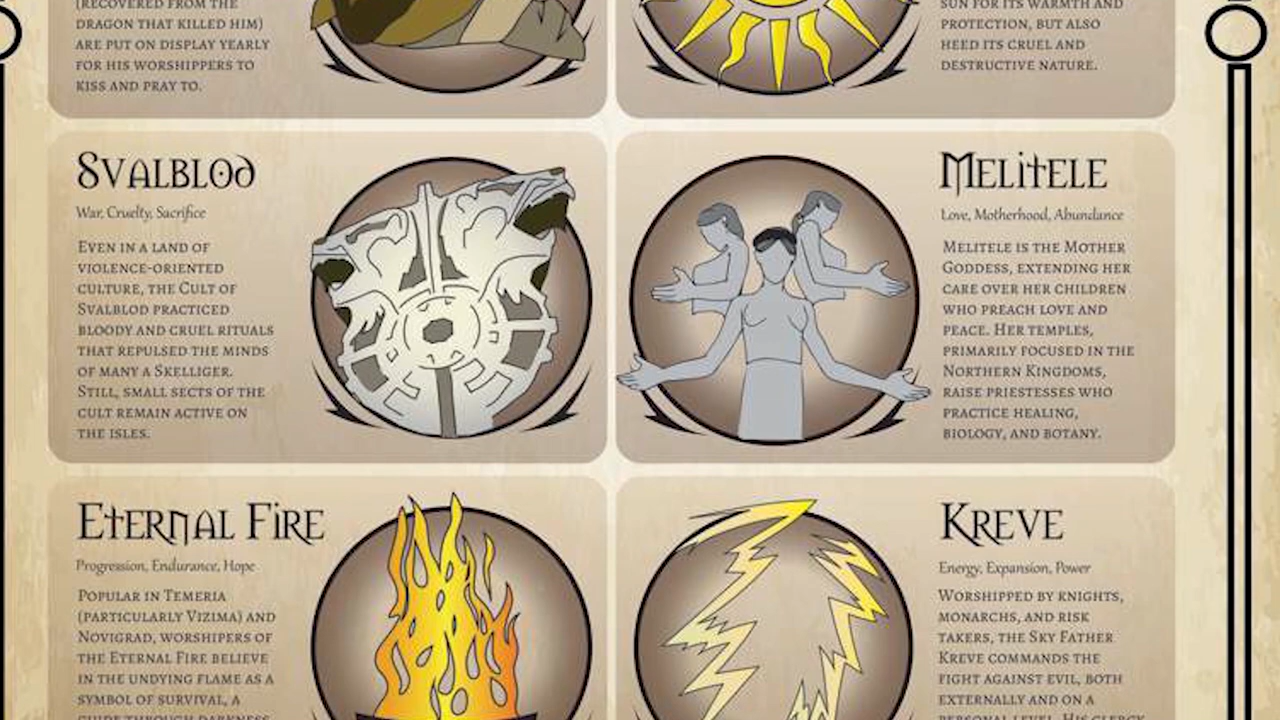 (RECOVERED FROM THE
DRAGON THAT KILLED HIM)
ARE PUT ON DISPLAY YEARLY
FOR HIS WORSHIPPERS TO
KISS AND PRAY TO.
SUN FOR ITS WARMTH AND
PROTECTION, BUT ALSO
HEED ITS CRUEL AND
DESTRUCTIVE NATURE.
SVALBLOD
War, Cruelty, Sacrifice
EVEN IN A LAND OF
VIOLENCE-ORIENTED
CULTURE, THE CULT OF
SVALBLOD PRACTICED
BLOODY AND CRUEL RITUALS
THAT REPULSED THE MINDS
OF MANY A SKELLIGER.
STILL, SMALL SECTS OF THE
CULT REMAIN ACTIVE ON
THE ISLES.
MELITELE
Love, Motherhood, Abundance
MELITELE IS THE MOTHER
GODDESS, EXTENDING HER
CARE OVER HER CHILDREN
WHO PREACH LOVE AND
PEACE. HER TEMPLES,
PRIMARILY FOCUSED IN THE
NORTHERN KINGDOMS,
RAISE PRIESTESSES WHO
PRACTICE HEALING,
BIOLOGY, AND BOTANY.
ETERNAL FIRE
Progression, Endurance, Hope
POPULAR IN TEMERIA
(PARTICULARLY VIZIMA) AND
NOVIGRAD, WORSHIPERS OF
THE ETERNAL FIRE BELIEVE
IN THE UNDYING FLAME AS A
SYMBOL OF SURVIVAL, A
GUIDE THROUGH DARKNESS,
KREVE
Energy, Expansion, Power
WORSHIPPED BY KNIGHTS,
MONARCHS, AND RISK
TAKERS, THE SKY FATHER
KREVE COMMANDS THE
FIGHT AGAINST EVIL, BOTH
EXTERNALLY AND ON A
PERSONAL LEVEL. HIS CLERGY